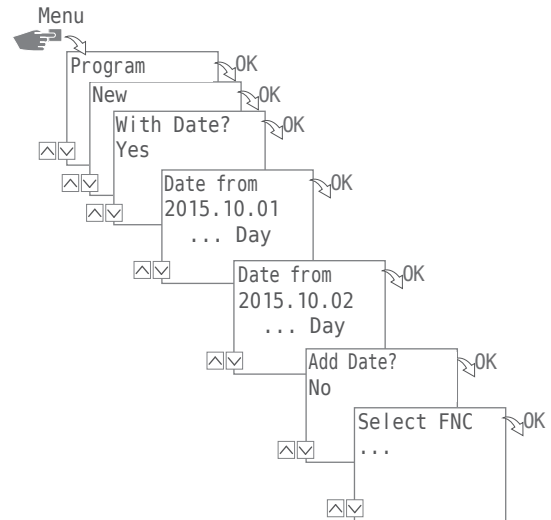 Menu
Program OK
New OK
With Date? OK
Yes
Date from OK
2015.10.01
... Day
Date from OK
2015.10.02
... Day
Add Date? OK
No
Select FNC OK
...